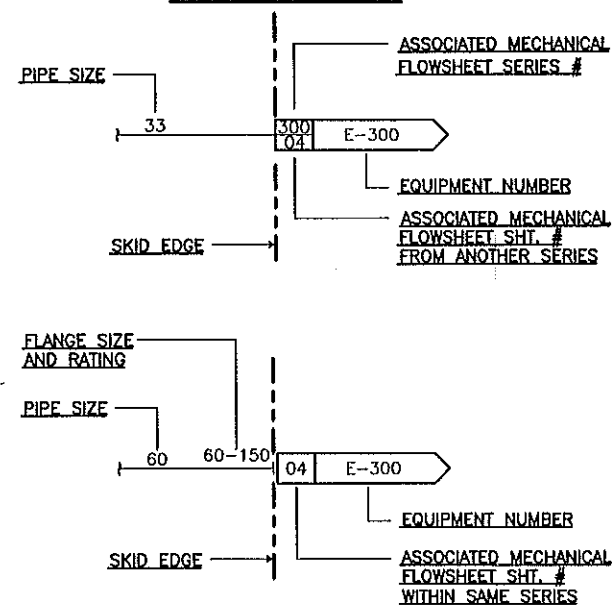 ASSOCIATED MECHANICAL
FLOWSHEET SERIES #
PIPE SIZE
33
300
04
E-300
EQUIPMENT NUMBER
ASSOCIATED MECHANICAL
FLOWSHEET SHT. #
FROM ANOTHER SERIES
SKID EDGE
FLANGE SIZE
AND RATING
PIPE SIZE
60
60-150
04
E-300
EQUIPMENT NUMBER
SKID EDGE
ASSOCIATED MECHANICAL
FLOWSHEET SHT. #
WITHIN SAME SERIES